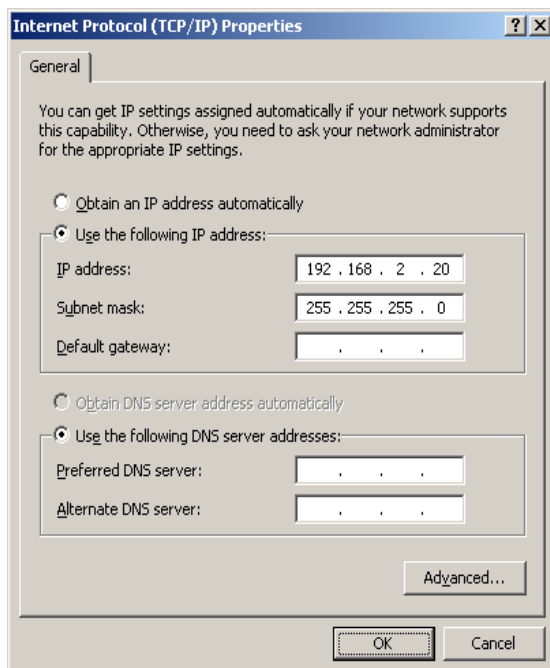 Internet Protocol (TCP/IP) Properties
General
You can get IP settings assigned automatically if your network supports
this capability. Otherwise, you need to ask your network administrator
for the appropriate IP settings.
Obtain an IP address automatically
Use the following IP address:
IP address: 192 . 168 . 2 . 20
Subnet mask: 255 . 255 . 255 . 0
Default gateway: . . .
Obtain DNS server address automatically
Use the following DNS server addresses:
Preferred DNS server: . . .
Alternate DNS server: . . .
Advanced...
OK Cancel